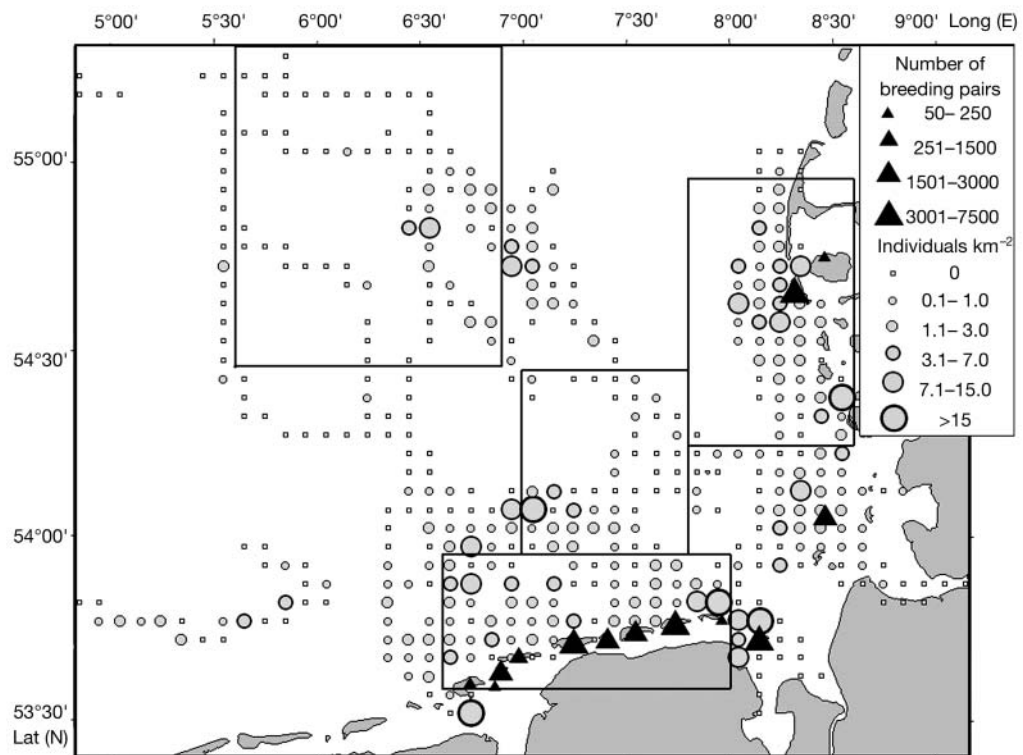 5°00' 5°30' 6°00' 6°30' 7°00' 7°30' 8°00' 8°30' 9°00' Long (E)
55°00'
54°30'
54°00'
53°30'
Lat (N)
Number of
breeding pairs
50– 250
251–1500
1501–3000
3001–7500
Individuals km⁻²
0
0.1– 1.0
1.1– 3.0
3.1– 7.0
7.1–15.0
>15